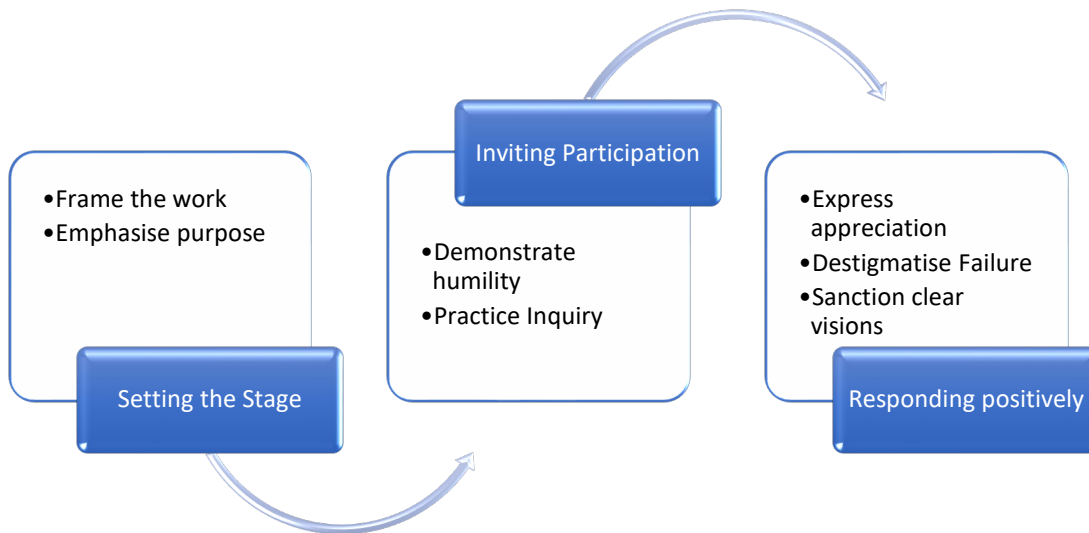 •Frame the work
•Emphasise purpose
Setting the Stage
Inviting Participation
•Demonstrate
humility
•Practice Inquiry
•Express
appreciation
•Destigmatise Failure
•Sanction clear
visions
Responding positively